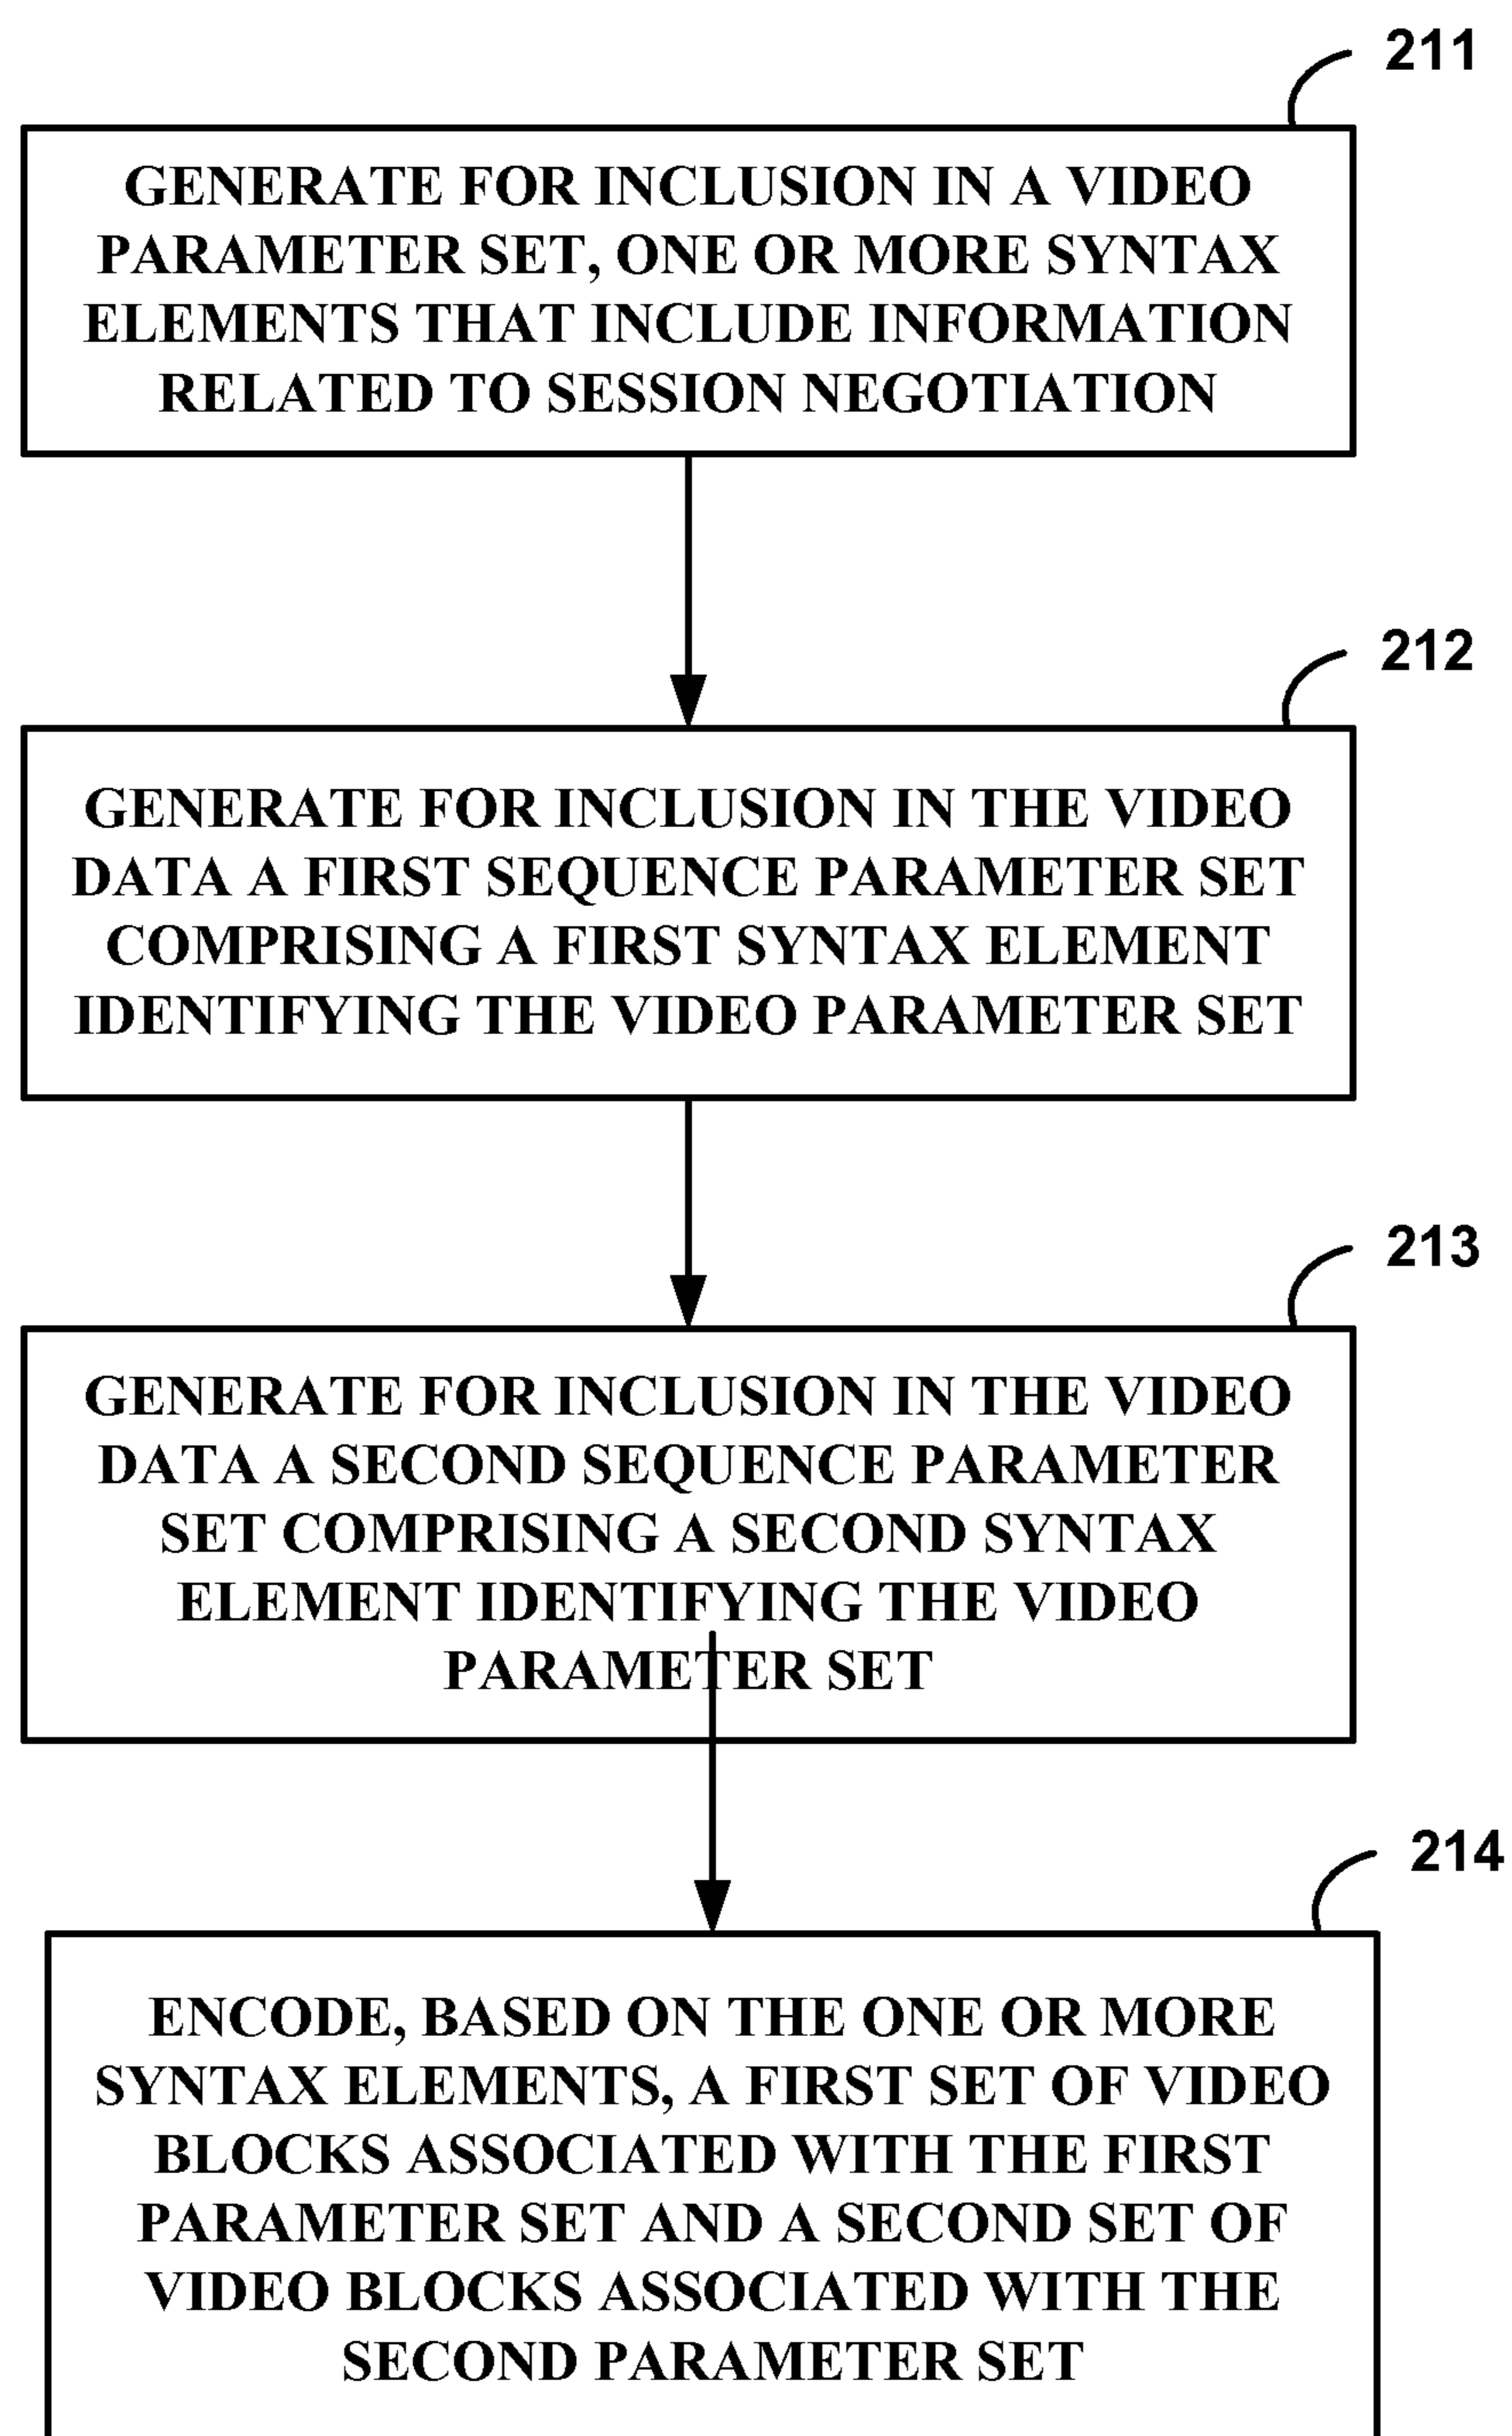 211
GENERATE FOR INCLUSION IN A VIDEO
PARAMETER SET, ONE OR MORE SYNTAX
ELEMENTS THAT INCLUDE INFORMATION
RELATED TO SESSION NEGOTIATION
212
GENERATE FOR INCLUSION IN THE VIDEO
DATA A FIRST SEQUENCE PARAMETER SET
COMPRISING A FIRST SYNTAX ELEMENT
IDENTIFYING THE VIDEO PARAMETER SET
213
GENERATE FOR INCLUSION IN THE VIDEO
DATA A SECOND SEQUENCE PARAMETER
SET COMPRISING A SECOND SYNTAX
ELEMENT IDENTIFYING THE VIDEO
PARAMETER SET
214
ENCODE, BASED ON THE ONE OR MORE
SYNTAX ELEMENTS, A FIRST SET OF VIDEO
BLOCKS ASSOCIATED WITH THE FIRST
PARAMETER SET AND A SECOND SET OF
VIDEO BLOCKS ASSOCIATED WITH THE
SECOND PARAMETER SET